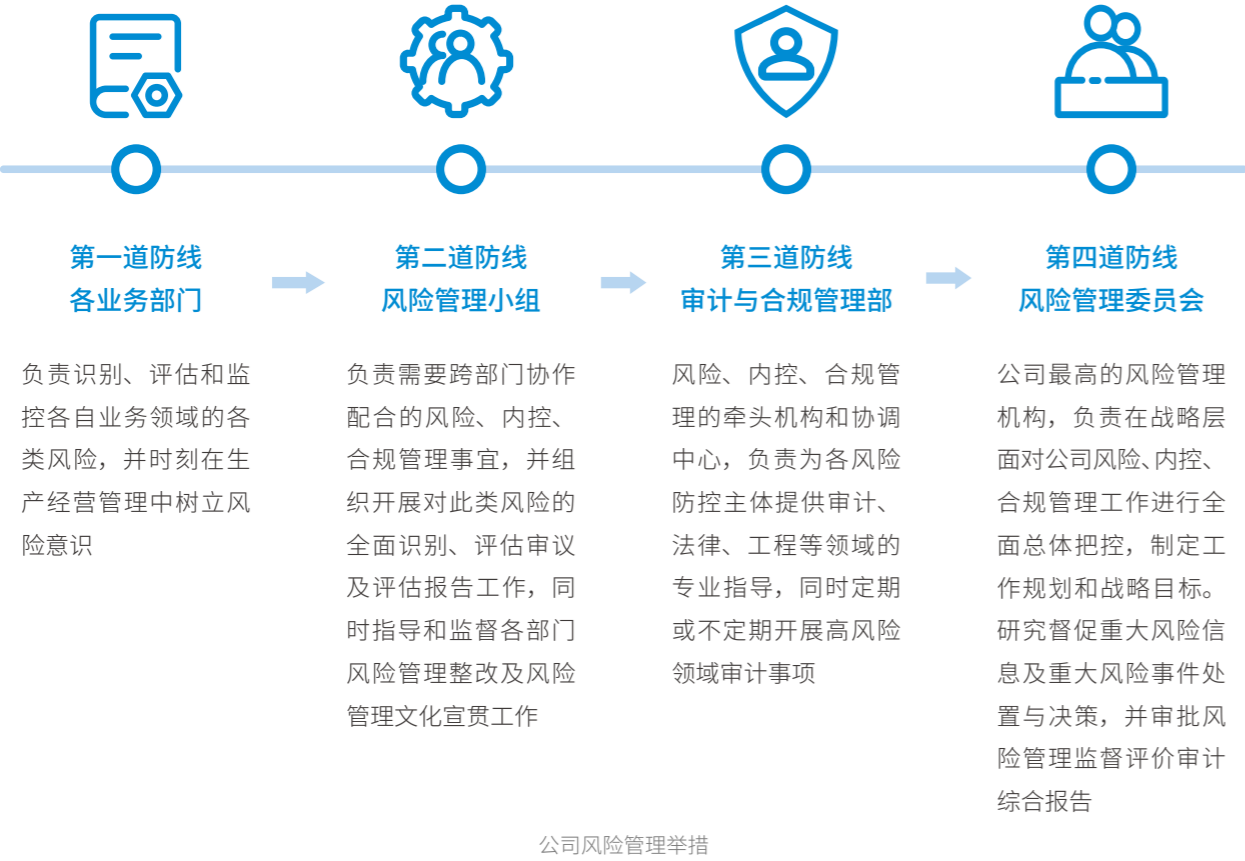 第一道防线
各业务部门
负责识别、评估和监
控各自业务领域的各
类风险，并时刻在生
产经营管理中树立风
险意识
第二道防线
风险管理小组
负责需要跨部门协作
配合的风险、内控、
合规管理事宜，并组
织开展对此类风险的
全面识别、评估审议
及评估报告工作，同
时指导和监督各部门
风险管理整改及风险
管理文化宣贯工作
第三道防线
审计与合规管理部
风险、内控、合规管
理的牵头机构和协调
中心，负责为各风险
防控主体提供审计、
法律、工程等领域的
专业指导，同时定期
或不定期开展高风险
领域审计事项
第四道防线
风险管理委员会
公司最高的风险管理
机构，负责在战略层
面对公司风险、内控、
合规管理工作进行全
面总体把控，制定工
作规划和战略目标。
研究督促重大风险信
息及重大风险事件处
置与决策，并审批风
险管理监督评价审计
综合报告
公司风险管理举措